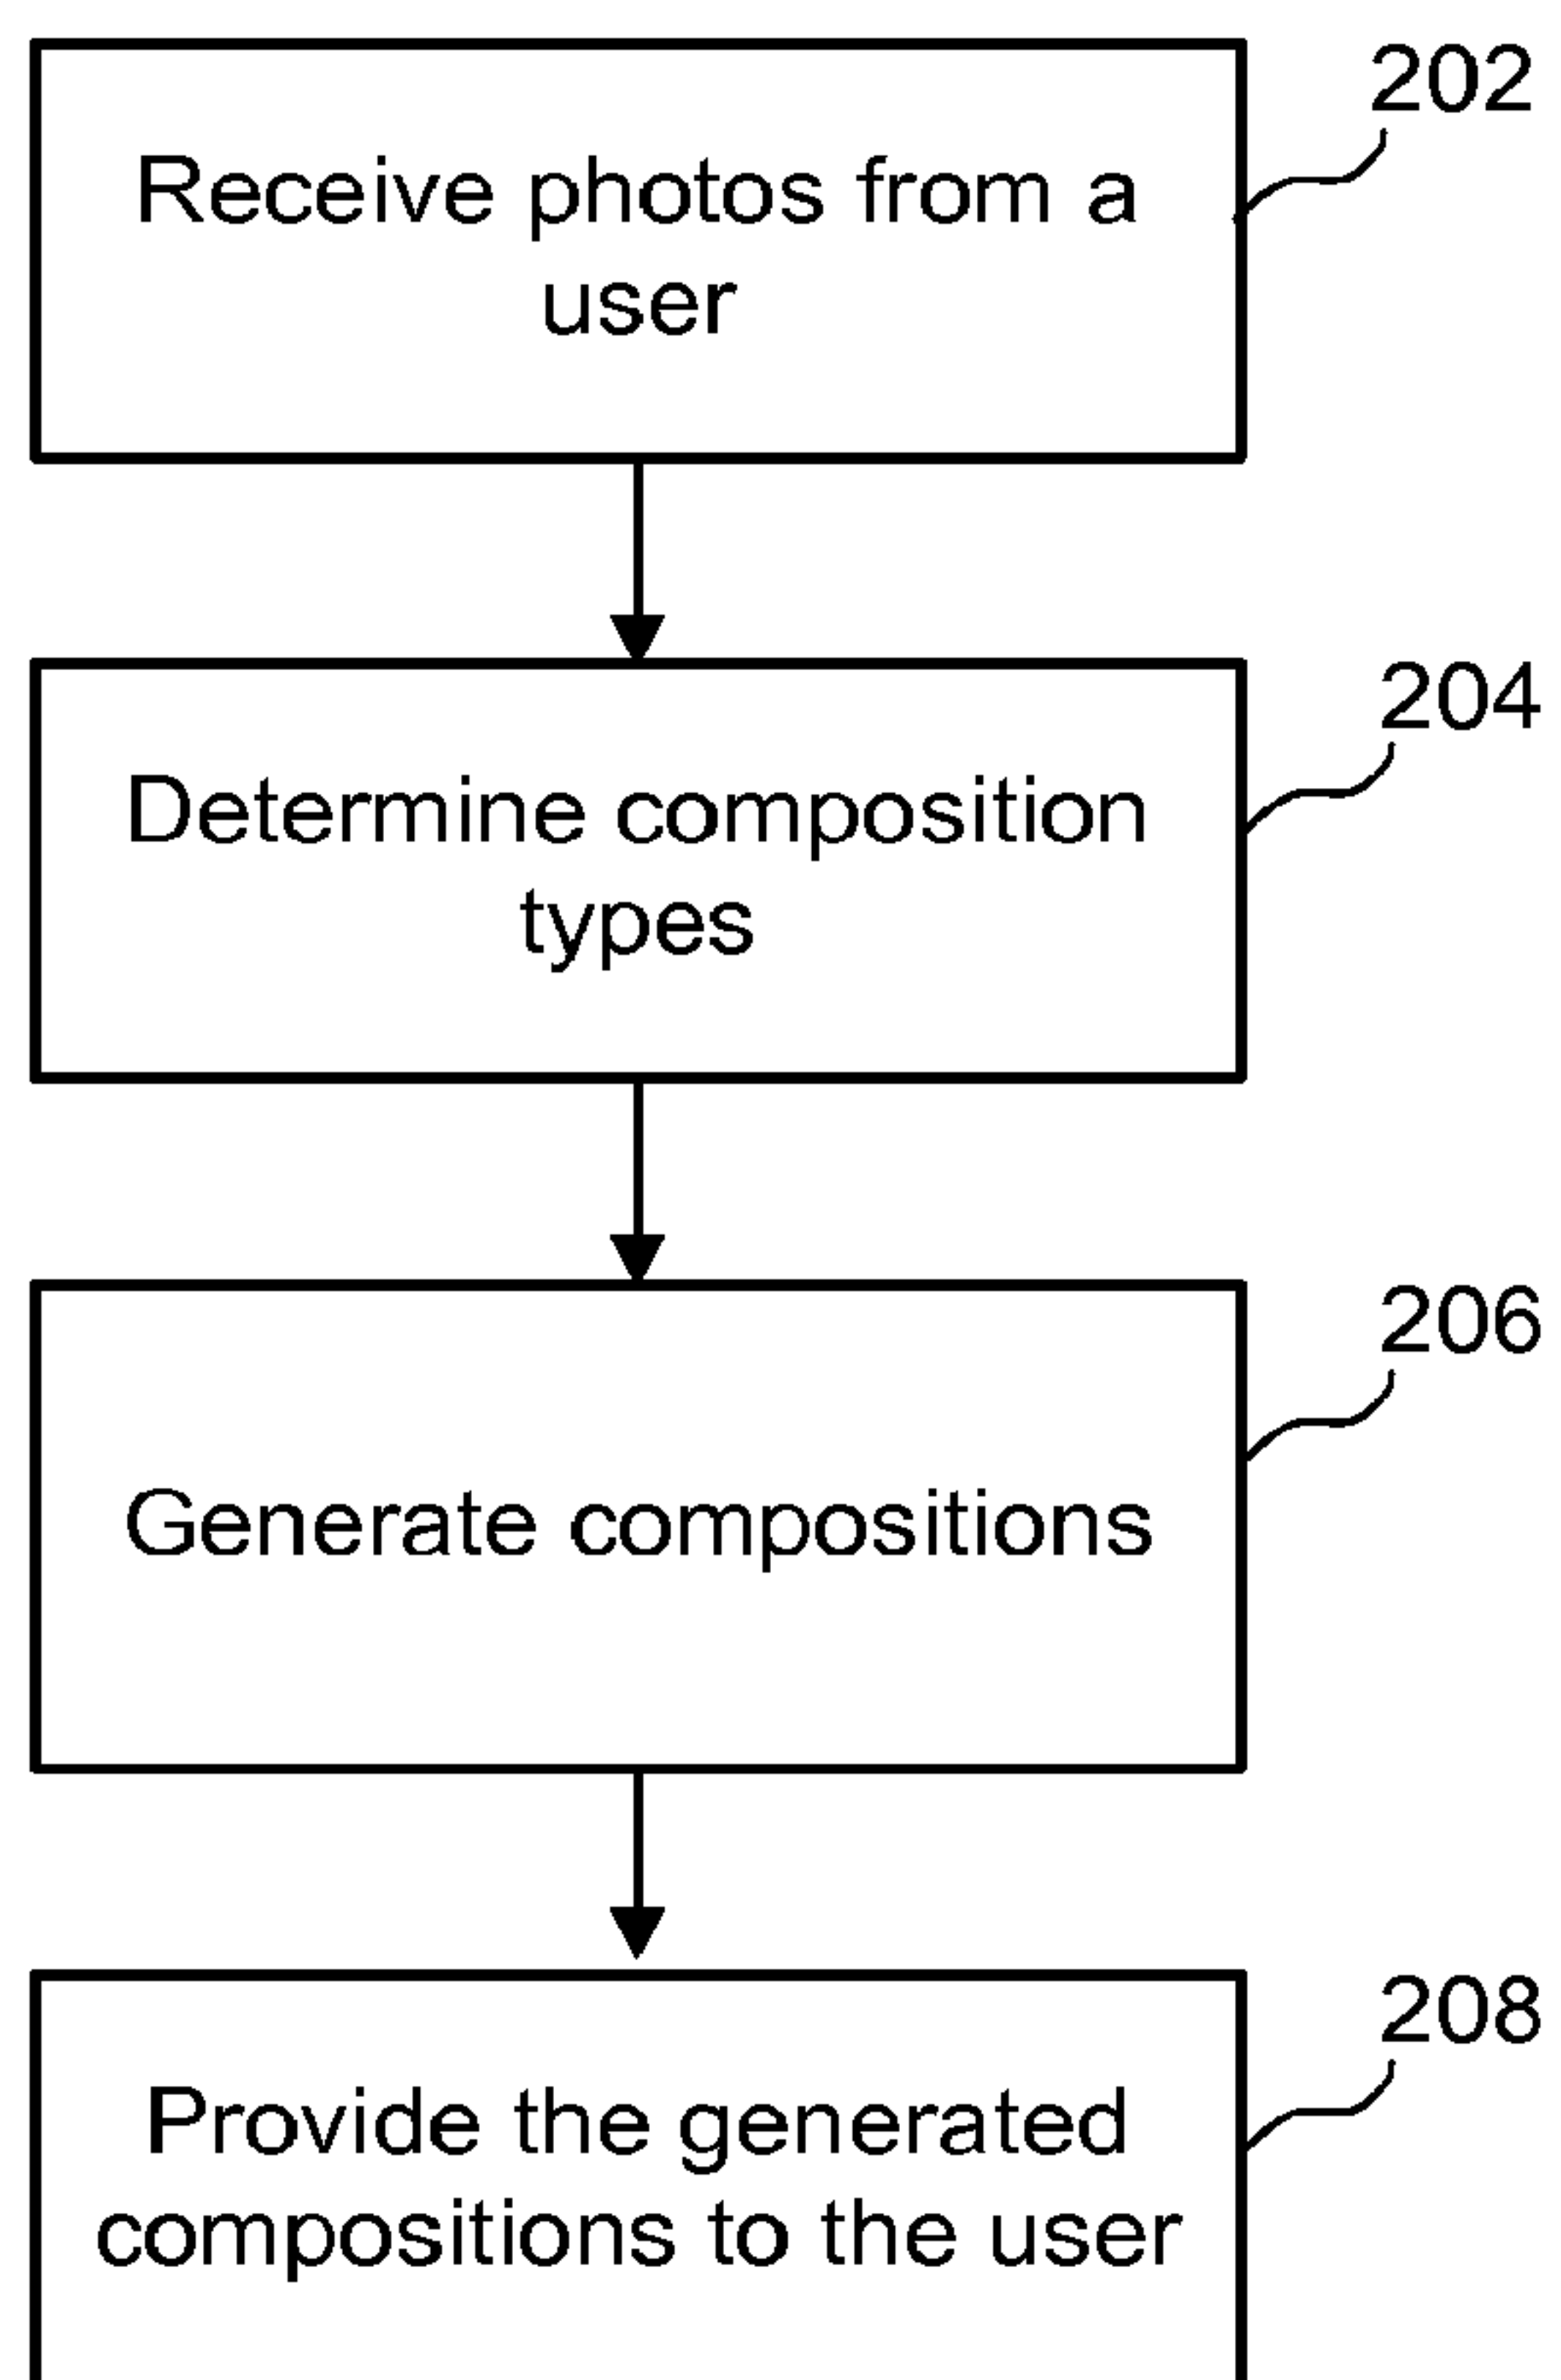 202
Receive photos from a
user
204
Determine composition
types
206
Generate compositions
208
Provide the generated
compositions to the user